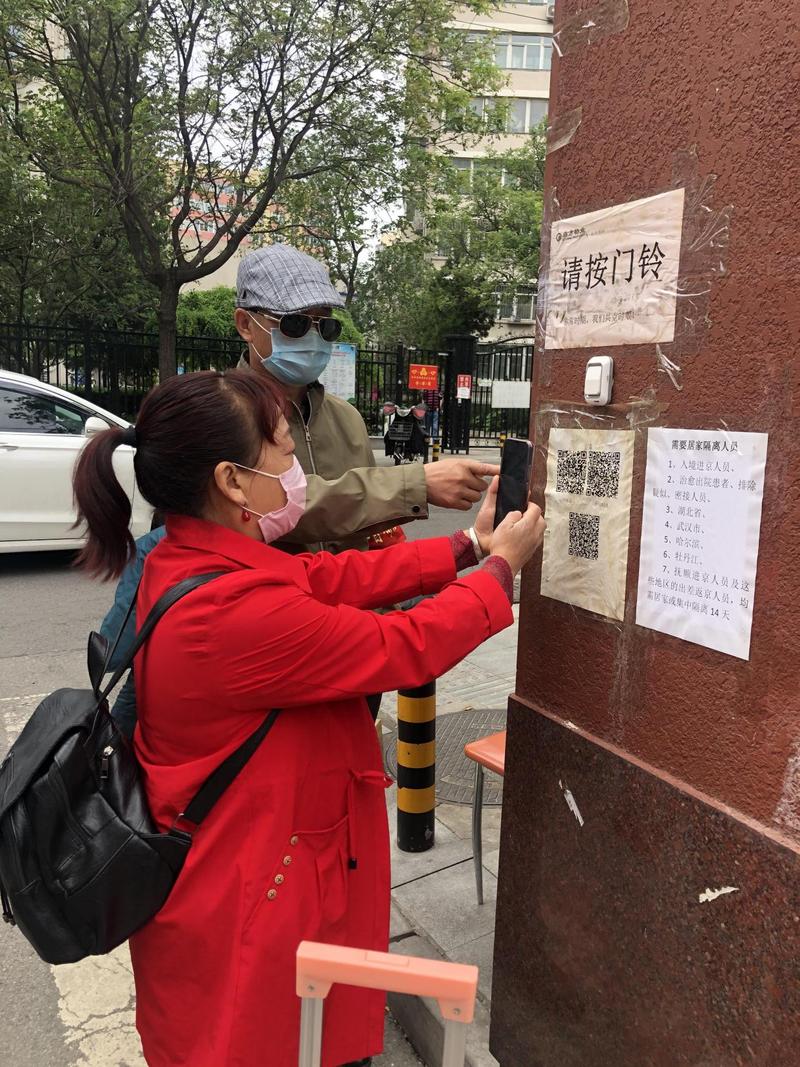 请按门铃
需要居家隔离人员
1、入境进京人员、
2、治愈出院患者、排除
疑似、密接人员、
3、湖北省、
4、武汉市、
5、哈尔滨、
6、牡丹江、
7、抚顺进京人员及这
些地区的出差返京人员，均
需居家或集中隔离 14 天